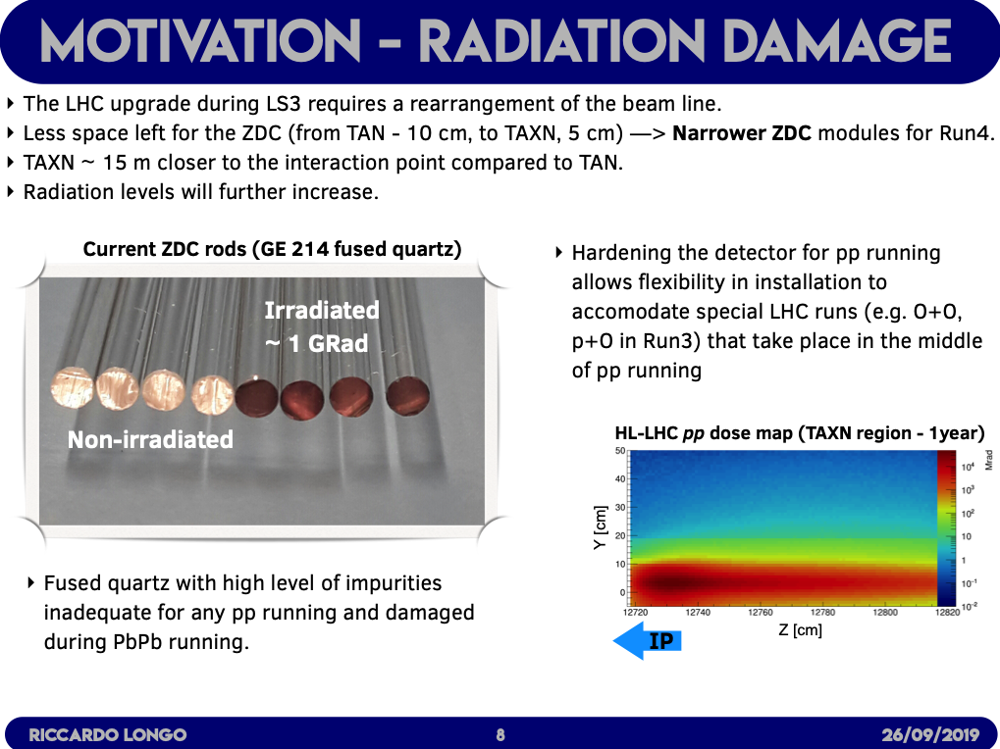 MOTIVATION - RADIATION DAMAGE
‣ The LHC upgrade during LS3 requires a rearrangement of the beam line.
‣ Less space left for the ZDC (from TAN - 10 cm, to TAXN, 5 cm) —> Narrower ZDC modules for Run4.
‣ TAXN ~ 15 m closer to the interaction point compared to TAN.
‣ Radiation levels will further increase.
Current ZDC rods (GE 214 fused quartz)
Irradiated
~ 1 GRad
Non-irradiated
‣ Fused quartz with high level of impurities
inadequate for any pp running and damaged
during PbPb running.
‣ Hardening the detector for pp running
allows flexibility in installation to
accomodate special LHC runs (e.g. O+O,
p+O in Run3) that take place in the middle
of pp running
HL-LHC pp dose map (TAXN region - 1year)
Y [cm]
50
40
30
20
10
0
12720 12740 12760 12780 12800 12820
Z [cm]
Mrad
10⁴
10³
10²
10
1
10⁻¹
10⁻²
IP
RICCARDO LONGO 8 26/09/2019